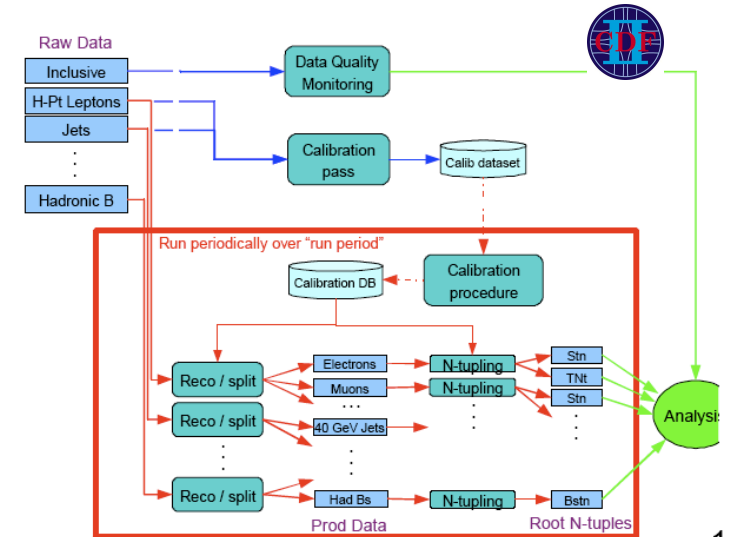 Raw Data
Inclusive
H-Pt Leptons
Jets
Hadronic B
Data Quality
Monitoring
CDF
II
Calibration
pass
Calib dataset
Run periodically over “run period”
Calibration DB
Calibration
procedure
Reco / split
Reco / split
Reco / split
Electrons
Muons
...
40 GeV Jets
Had Bs
N-tupling
N-tupling
N-tupling
Stn
TNt
Stn
Bstn
Analysi
Prod Data
Root N-tuples